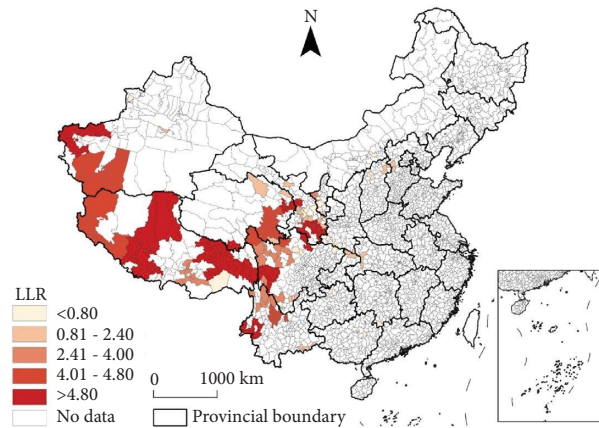 N
LLR
<0.80
0.81 - 2.40
2.41 - 4.00
4.01 - 4.80
>4.80
No data
0 1000 km
Provincial boundary